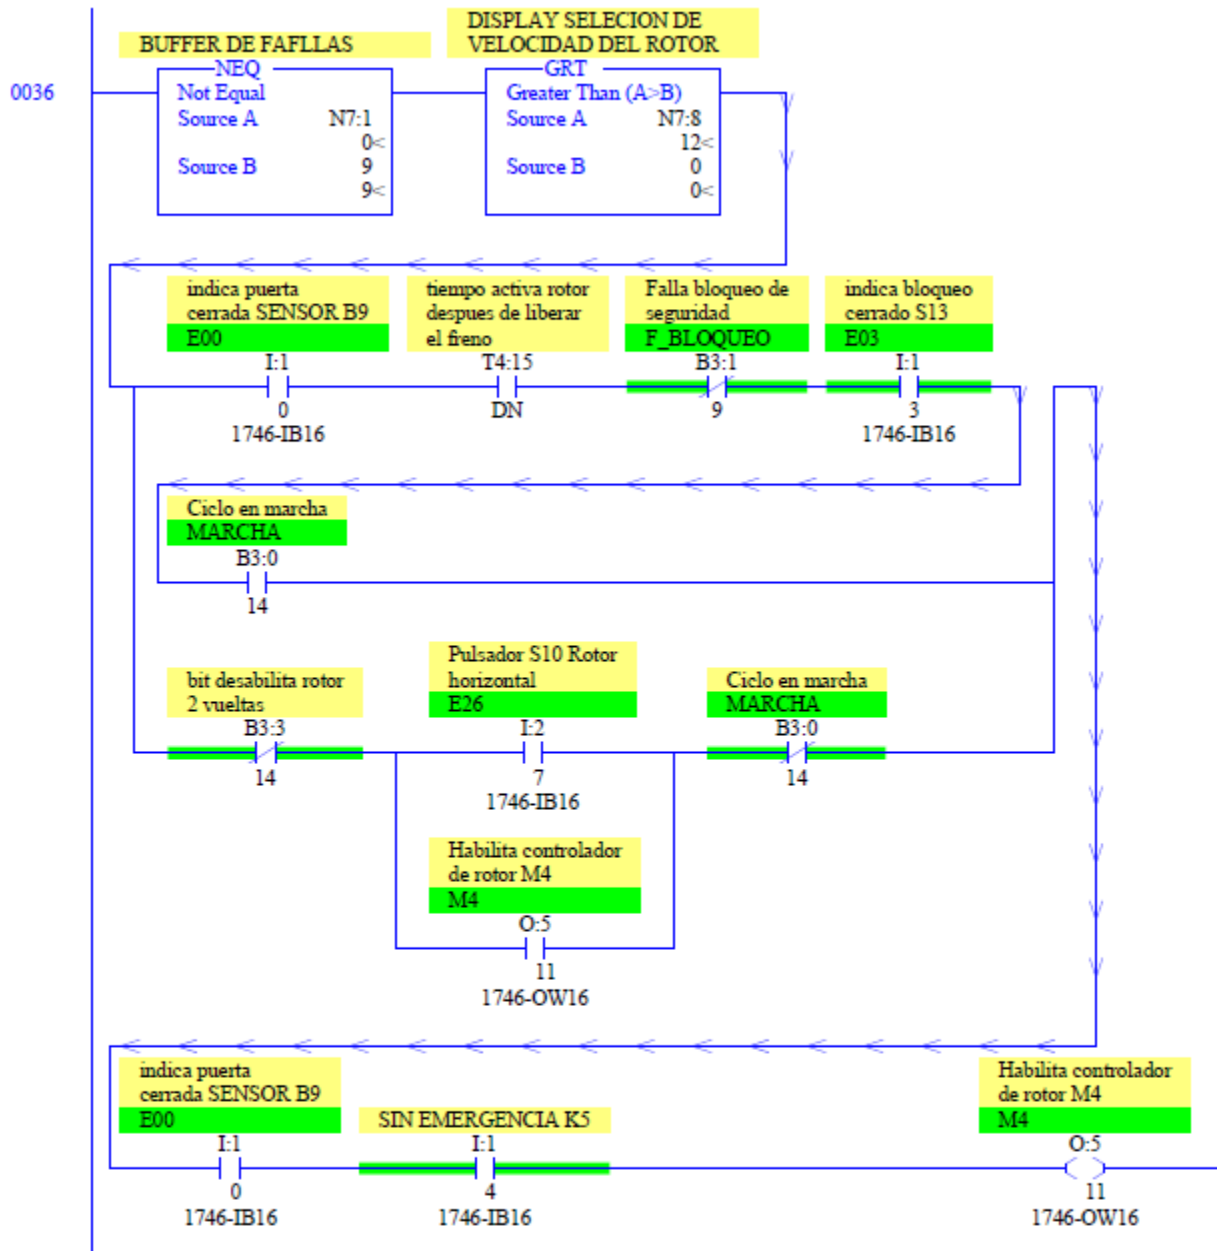 DISPLAY SELECION DE
BUFFER DE FAFLLAS VELOCIDAD DEL ROTOR
NEQ GRT
0036 Not Equal Greater Than (A>B)
Source A N7:1 Source A N7:8
0< 12<
Source B 9 Source B 0
9< 0<
indica puerta tiempo activa rotor Falla bloqueo de indica bloqueo
cerrada SENSOR B9 despues de liberar seguridad cerrado S13
E00 el freno F_BLOQUEO E03
I:1 T4:15 B3:1 I:1
0 DN 9 3
1746-IB16 1746-IB16
Ciclo en marcha
MARCHA
B3:0
14
Pulsador S10 Rotor
bit desabilita rotor horizontal Ciclo en marcha
2 vueltas E26 MARCHA
B3:3 I:2 B3:0
14 7 14
1746-IB16
Habilita controlador
de rotor M4
M4
O:5
11
1746-OW16
indica puerta Habilita controlador
cerrada SENSOR B9 de rotor M4
E00 SIN EMERGENCIA K5 M4
I:1 I:1 O:5
0 4 11
1746-IB16 1746-IB16 1746-OW16